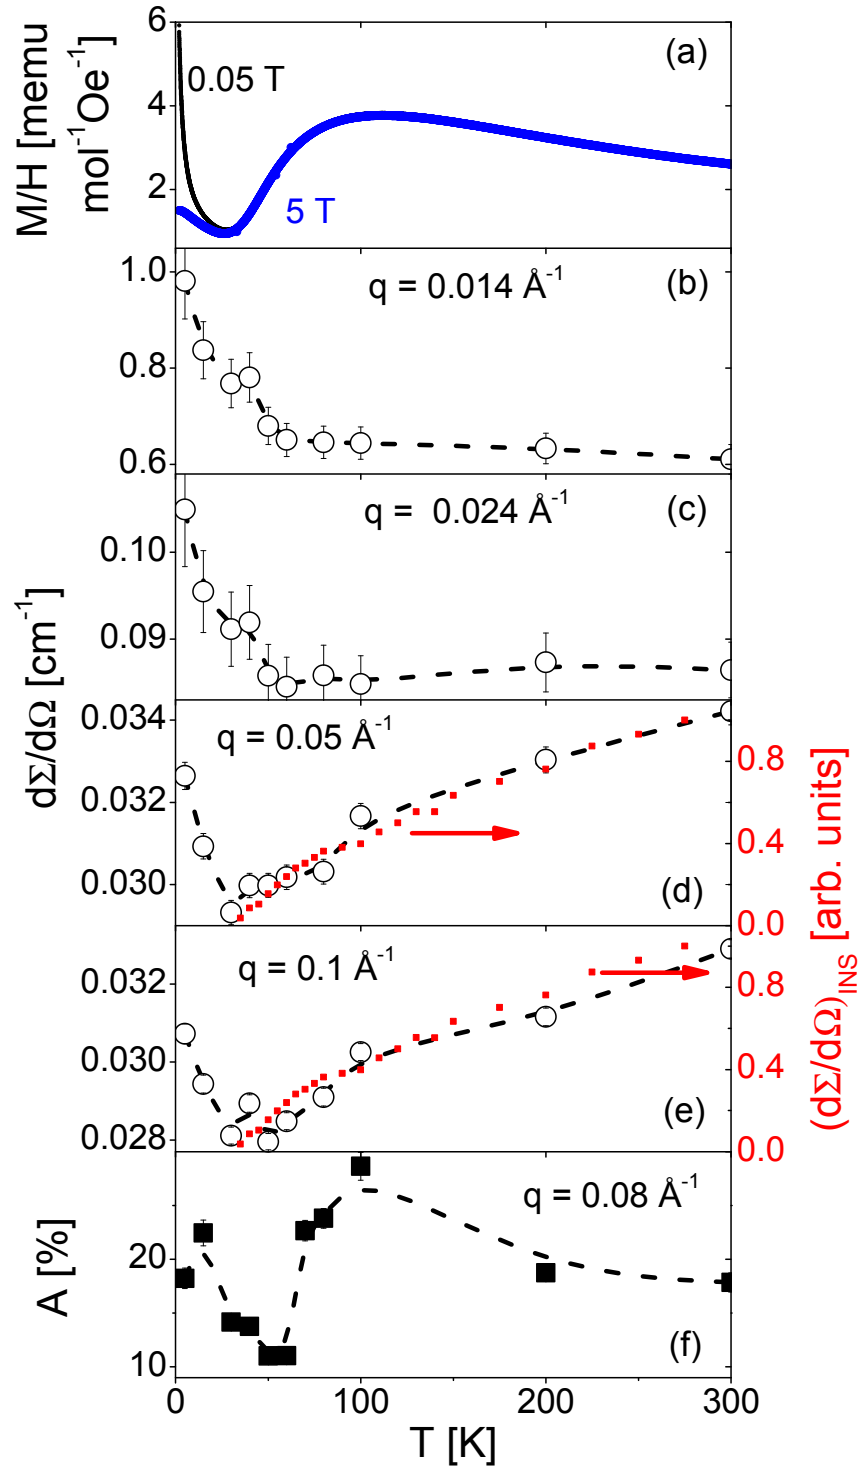 M/H [memu
mol⁻¹Oe⁻¹
6
4
2
0.05 T
5 T
(a)
1.0
0.8
0.6
q = 0.014 Å⁻¹
(b)
dΣ/dΩ [cm⁻¹]
0.10
0.09
q = 0.024 Å⁻¹
(c)
0.034
0.032
0.030
q = 0.05 Å⁻¹
(d)
0.8
0.4
0.0
(dΣ/dΩ)INS [arb. units]
0.032
0.030
0.028
q = 0.1 Å⁻¹
(e)
0.8
0.4
0.0
A [%]
20
10
q = 0.08 Å⁻¹
(f)
0 100 200 300
T [K]